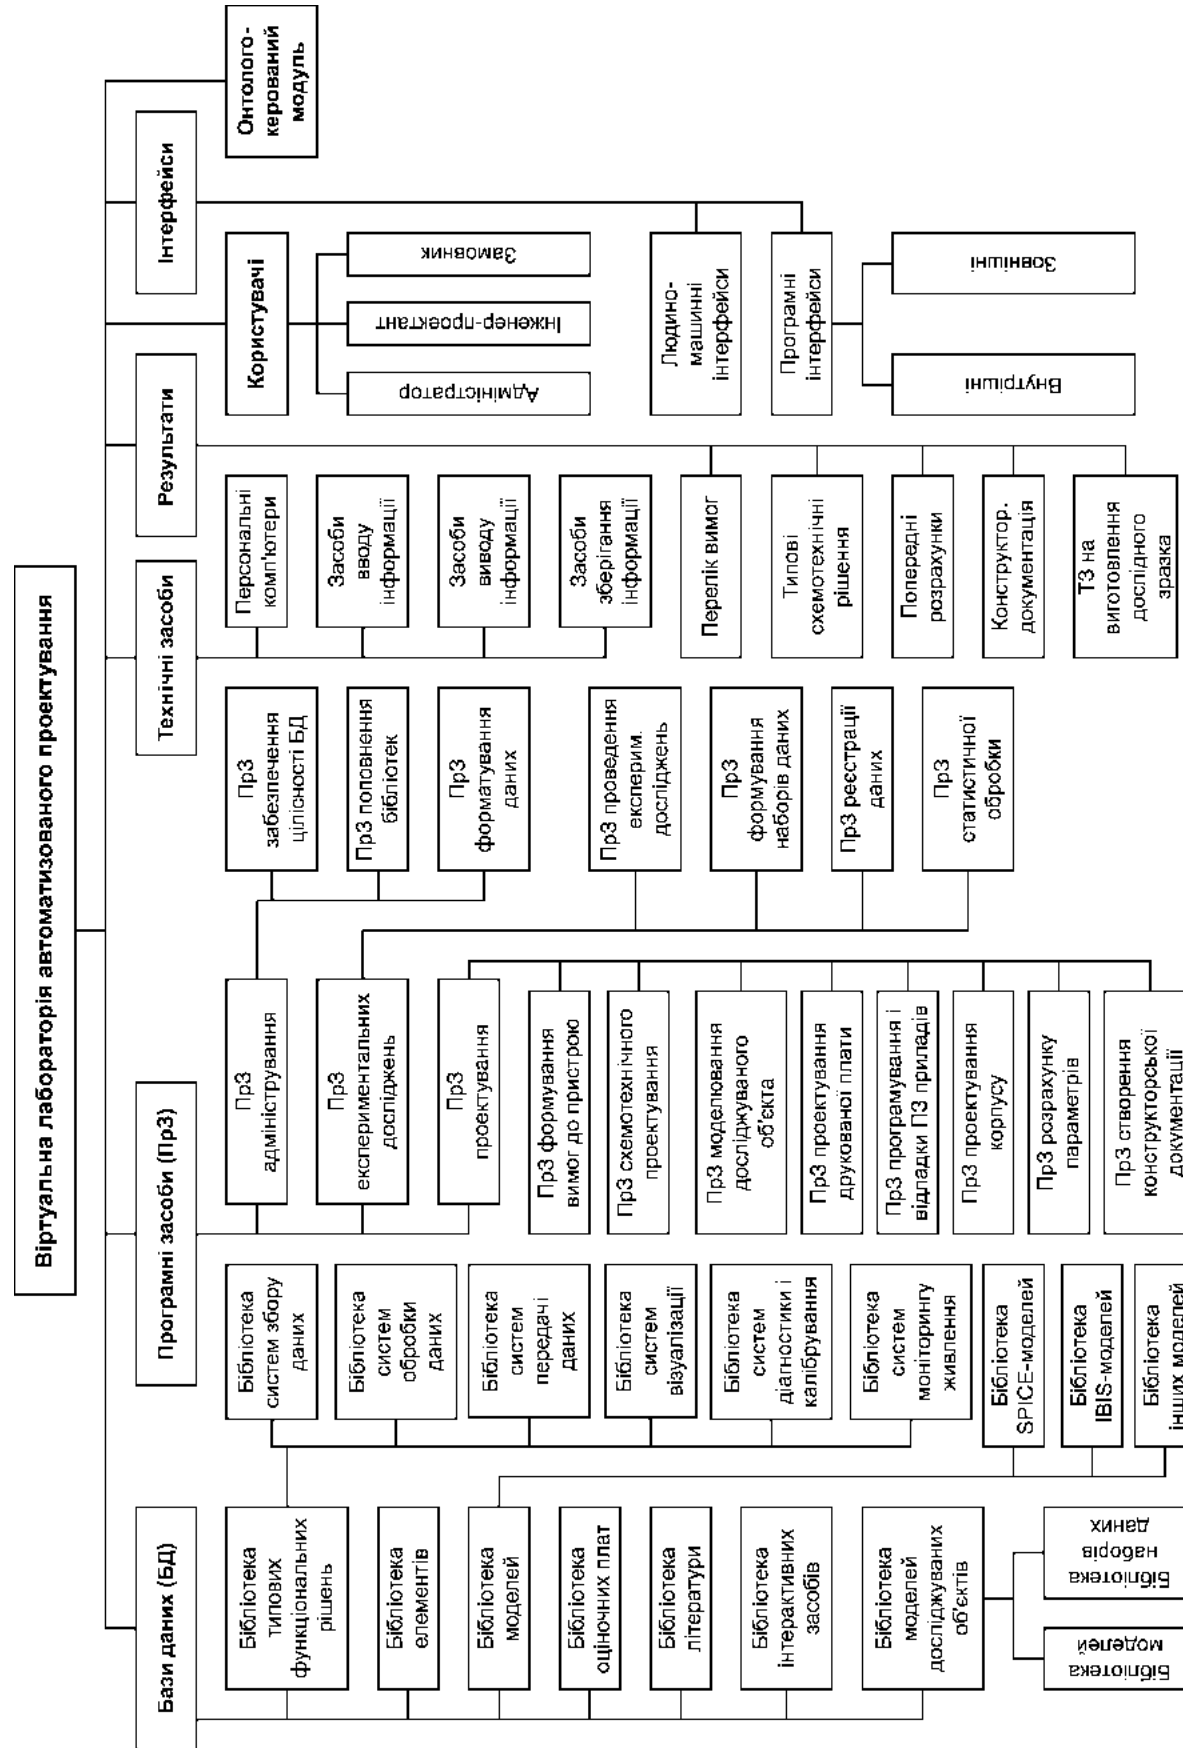 Віртуальна лабораторія автоматизованого проектування
Бази даних (БД)
Програмні засоби (ПрЗ)
Технічні засоби
Результати
Інтерфейси
Користувачі
Онтолого-
керований
модуль
Бібліотека
типових
функціональних
рішень
Бібліотека
елементів
Бібліотека
моделей
Бібліотека
оціночних плат
Бібліотека
літератури
Бібліотека
інтерактивних
засобів
Бібліотека
моделей
досліджуваних
об'єктів
Бібліотека
моделей
Бібліотека
наборів
даних
Бібліотека
систем збору
даних
Бібліотека
систем
обробки
даних
Бібліотека
систем
передачі
даних
Бібліотека
систем
візуалізації
Бібліотека
систем
діагностики і
калібрування
Бібліотека
систем
моніторингу
живлення
Бібліотека
SPICE-моделей
Бібліотека
IBIS-моделей
Бібліотека
інших моделей
ПрЗ
адміністрування
ПрЗ
експериментальних
досліджень
ПрЗ
проектування
ПрЗ формування
вимог до пристрою
ПрЗ схемотехнічного
проектування
ПрЗ моделювання
досліджуваного
об'єкта
ПрЗ проектування
друкованої плати
ПрЗ програмування і
відладки ПЗ приладів
ПрЗ проектування
корпусу
ПрЗ розрахунку
параметрів
ПрЗ створення
конструкторської
документації
ПрЗ
забезпечення
цілісності БД
ПрЗ поповнення
бібліотек
ПрЗ
форматування
даних
ПрЗ проведення
експерим.
досліджень
ПрЗ
формування
наборів даних
ПрЗ реєстрації
даних
ПрЗ
статистичної
обробки
Персональні
комп'ютери
Засоби
вводу
інформації
Засоби
виводу
інформації
Засоби
зберігання
інформації
Перелік вимог
Типові
схемотехнічні
рішення
Попередні
розрахунки
Конструктор.
документація
ТЗ на
виготовлення
дослідного
зразка
Адміністратор
Інженер-проектант
Замовник
Людино-
машинні
інтерфейси
Програмні
інтерфейси
Внутрішні
Зовнішні